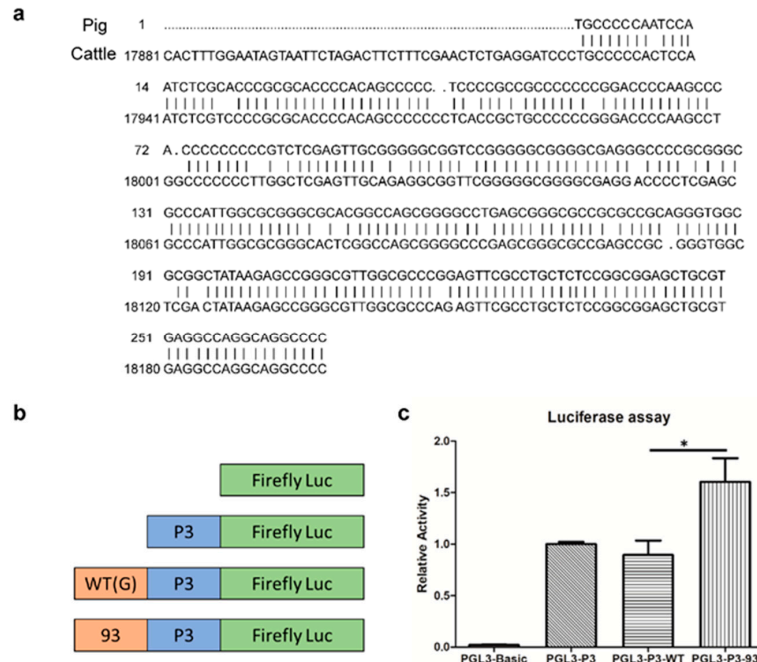 a
Pig 1 ........................................................ TGCCCCCAATCCA
Cattle 17881 CACTTTGGAATAGTAATTCTAGACTTCTTTCGAACTCTGAGGATCCCTGCCCCCACTCCA
14 ATCTCGCACCCGCGCACCCCACAGCCCCC. .TCCCCGCCGCCCCCCCGGACCCCAAGCCC
17941 ATCTCGTCCCCGCGCACCCCACAGCCCCCCCTCACCGCTGCCCCCCGGGACCCCAAGCCT
72 A.CCCCCCCCCGTCTCGAGTTGCGGGGGCGGTCCGGGGGCGGGGCGAGGGCCCCGCGGGC
18001 GGCCCCCCCTTGGCTCGAGTTGCAGAGGCGGTTCGGGGGCGGGGCGAGGACCCCTCGAGC
131 GCCCATTGGCGCGGGCGCACGGCCAGCGGGGCCTGAGCGGGCGCCGCGCCGCAGGGTGGC
18061 GCCCATTGGCGCGGGCACTCGGCCAGCGGGGCCCGAGCGGGCGCCGAGCCGC .GGGTGGC
191 GCGGCTATAAGAGCCGGGCGTTGGCGCCCGGAGTTCGCCTGCTCTCCGGCGGAGCTGCGT
18120 TCGACTATAAGAGCCGGGCGTTGGCGCCCAGAGTTCGCCTGCTCTCCGGCGGAGCTGCGT
251 GAGGCCAGGCAGGCCCC
18180 GAGGCCAGGCAGGCCCC
b
Firefly Luc
P3 Firefly Luc
WT(G) P3 Firefly Luc
93 P3 Firefly Luc
c
Luciferase assay
*
Relative Activity
2.0
1.5
1.0
0.5
0.0
PGL3-Basic PGL3-P3 PGL3-P3-WT PGL3-P3-93